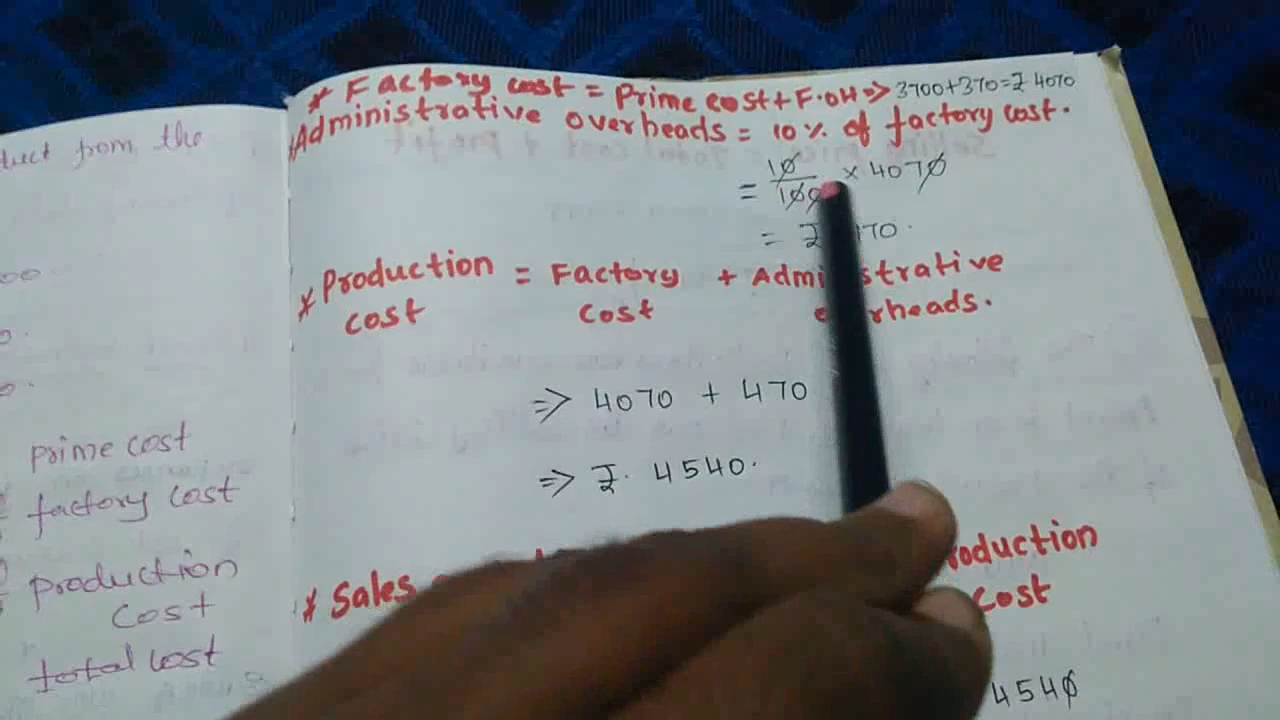 duct from the
prime cost
factory cost
production
cost
total cost
* Factory cost = Prime cost + F.OH => 3700+370=₹ 4070
*Administrative overheads = 10% of factory cost.
= 10/100 × 4070
= ₹
* Production = Factory + Administrative
cost cost overheads.
=> 4070 + 470
=> ₹. 4540.
* Sales production
cost
4540